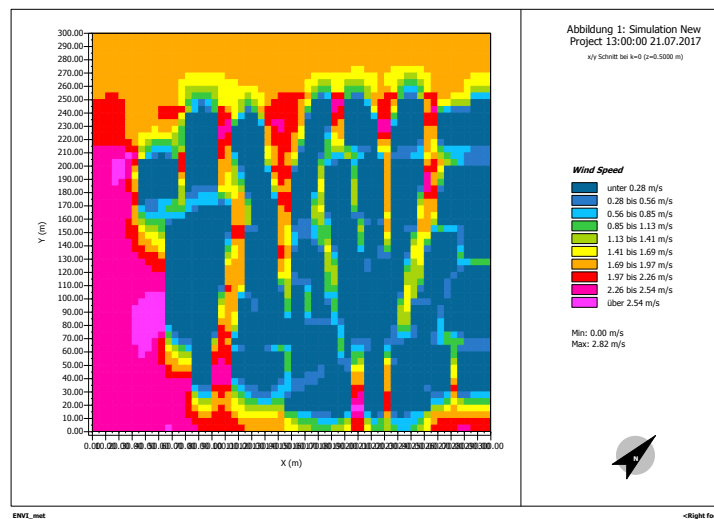 300.00
290.00
280.00
270.00
260.00
250.00
240.00
230.00
220.00
210.00
200.00
190.00
180.00
170.00
160.00
150.00
140.00
130.00
120.00
110.00
100.00
90.00
80.00
70.00
60.00
50.00
40.00
30.00
20.00
10.00
0.00
Y (m)
X (m)
Abbildung 1: Simulation New
Project 13:00:00 21.07.2017
x/y Schnitt bei k=0 (z=0.5000 m)
Wind Speed
unter 0.28 m/s
0.28 bis 0.56 m/s
0.56 bis 0.85 m/s
0.85 bis 1.13 m/s
1.13 bis 1.41 m/s
1.41 bis 1.69 m/s
1.69 bis 1.97 m/s
1.97 bis 2.26 m/s
2.26 bis 2.54 m/s
über 2.54 m/s
Min: 0.00 m/s
Max: 2.82 m/s
N
ENVI_met
<Right foo